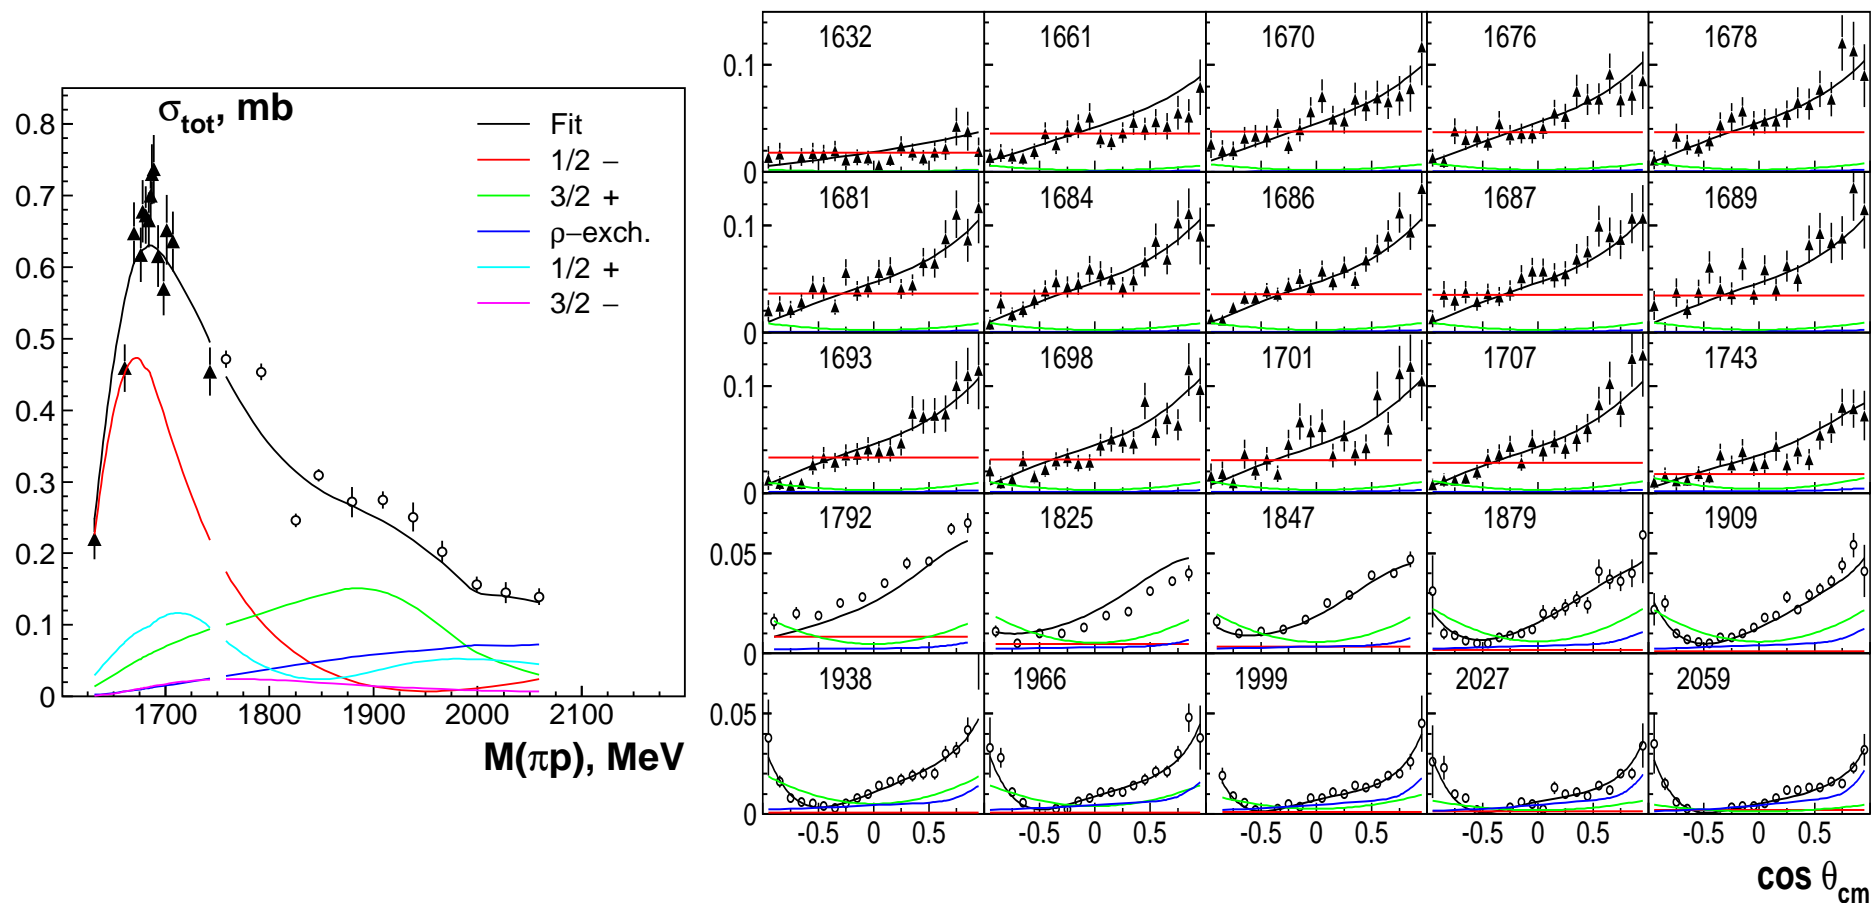 σtot, mb
Fit
1/2 −
3/2 +
ρ−exch.
1/2 +
3/2 −
0.8
0.7
0.6
0.5
0.4
0.3
0.2
0.1
0
1700 1800 1900 2000 2100
M(πp), MeV
1632 1661 1670 1676 1678
0.1
0
1681 1684 1686 1687 1689
0.1
0
1693 1698 1701 1707 1743
0.1
0
1792 1825 1847 1879 1909
0.05
0
1938 1966 1999 2027 2059
0.05
0
-0.5 0 0.5 -0.5 0 0.5 -0.5 0 0.5 -0.5 0 0.5 -0.5 0 0.5
cos θcm